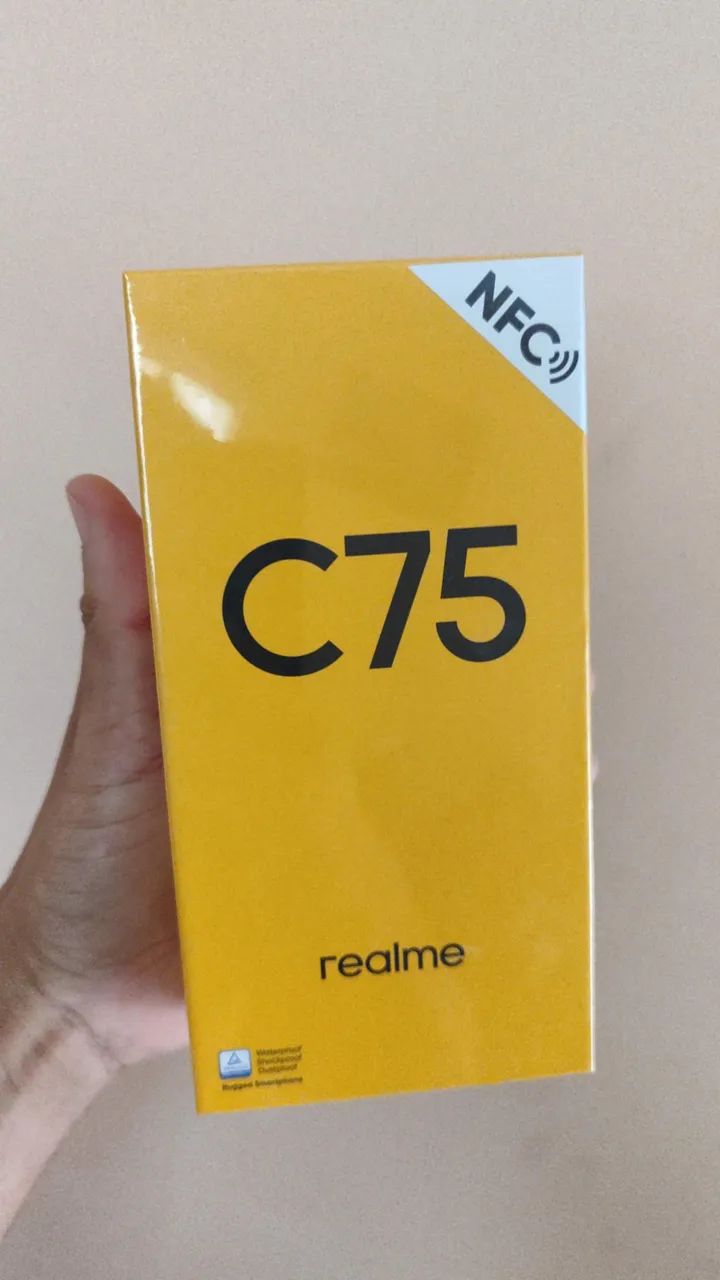 NFC
C75
realme
Waterproof
Shockproof
Dustproof
Rugged Smartphone